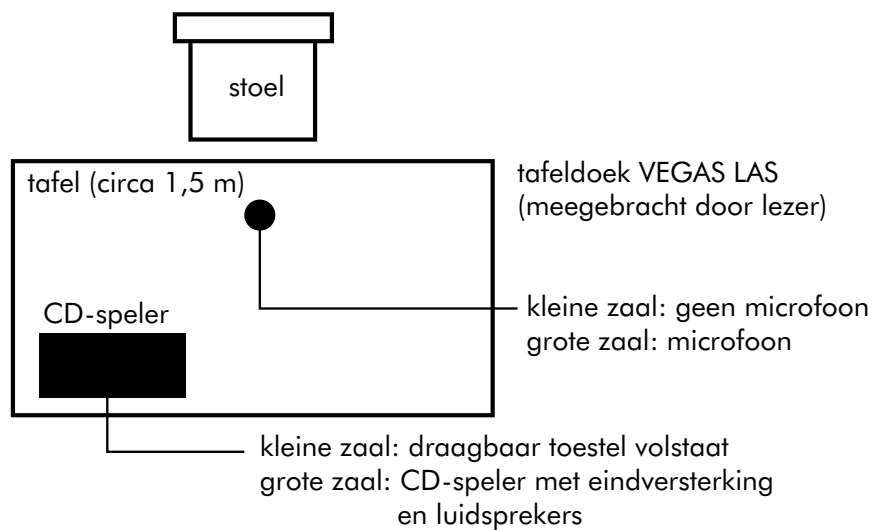 stoel
tafel (circa 1,5 m)
tafeldoek VEGAS LAS
(meegebracht door lezer)
CD-speler
kleine zaal: geen microfoon
grote zaal: microfoon
kleine zaal: draagbaar toestel volstaat
grote zaal: CD-speler met eindversterking
en luidsprekers